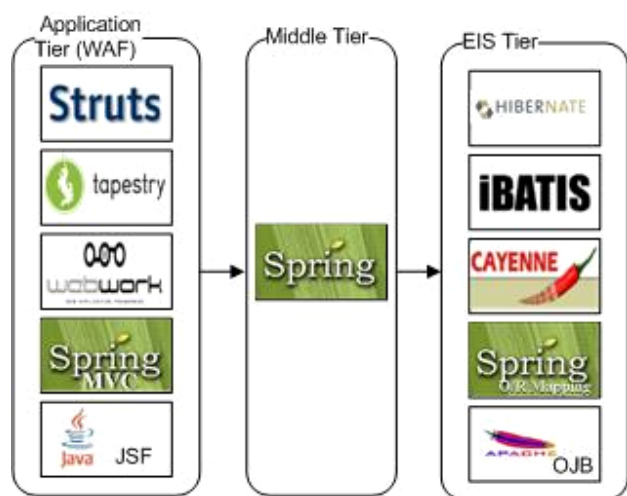 Application
Tier (WAF)
Struts
tapestry
webwork
Spring
MVC
Java
JSF
Middle Tier
Spring
EIS Tier
HIBERNATE
iBATIS
CAYENNE
Spring
O/R Mapping
APACHE
OJB